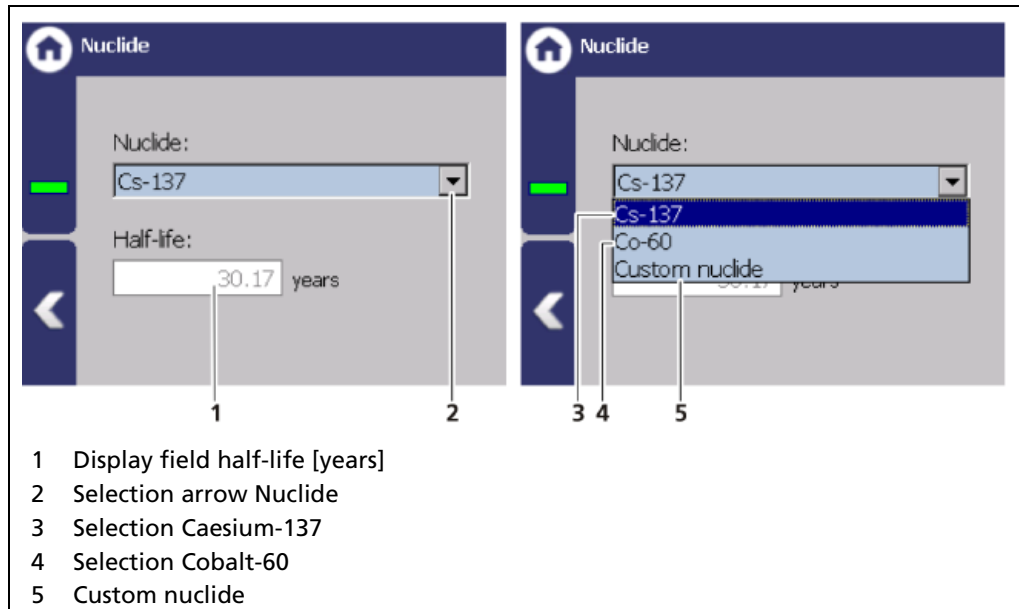 Nuclide
Nuclide:
Cs-137
Half-life:
30.17 years
1
2
Nuclide
Nuclide:
Cs-137
Cs-137
Co-60
Custom nuclide
3 4 5
1 Display field half-life [years]
2 Selection arrow Nuclide
3 Selection Caesium-137
4 Selection Cobalt-60
5 Custom nuclide